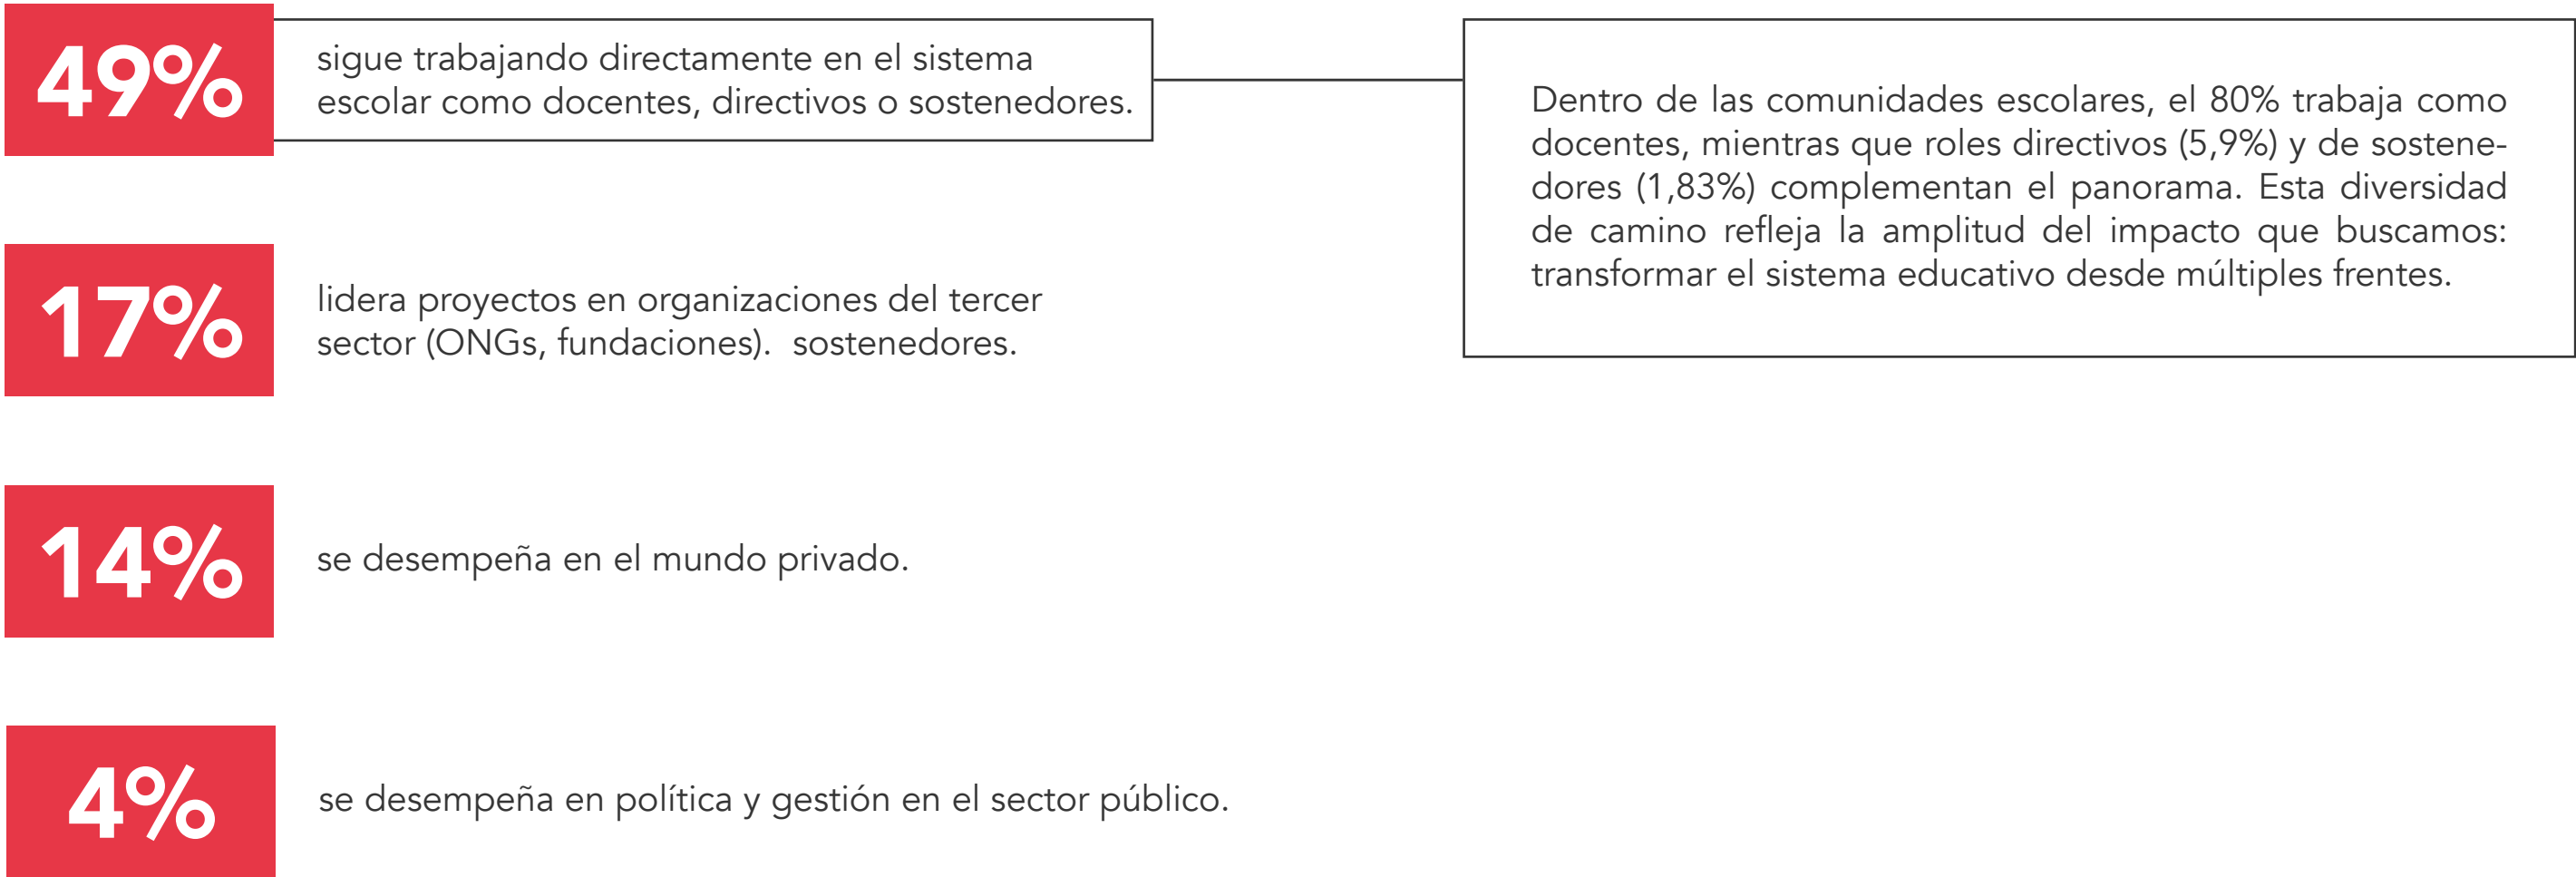 49%
sigue trabajando directamente en el sistema
escolar como docentes, directivos o sostenedores.
Dentro de las comunidades escolares, el 80% trabaja como
docentes, mientras que roles directivos (5,9%) y de sostene-
dores (1,83%) complementan el panorama. Esta diversidad
de camino refleja la amplitud del impacto que buscamos:
transformar el sistema educativo desde múltiples frentes.
17%
lidera proyectos en organizaciones del tercer
sector (ONGs, fundaciones).  sostenedores.
14%
se desempeña en el mundo privado.
4%
se desempeña en política y gestión en el sector público.